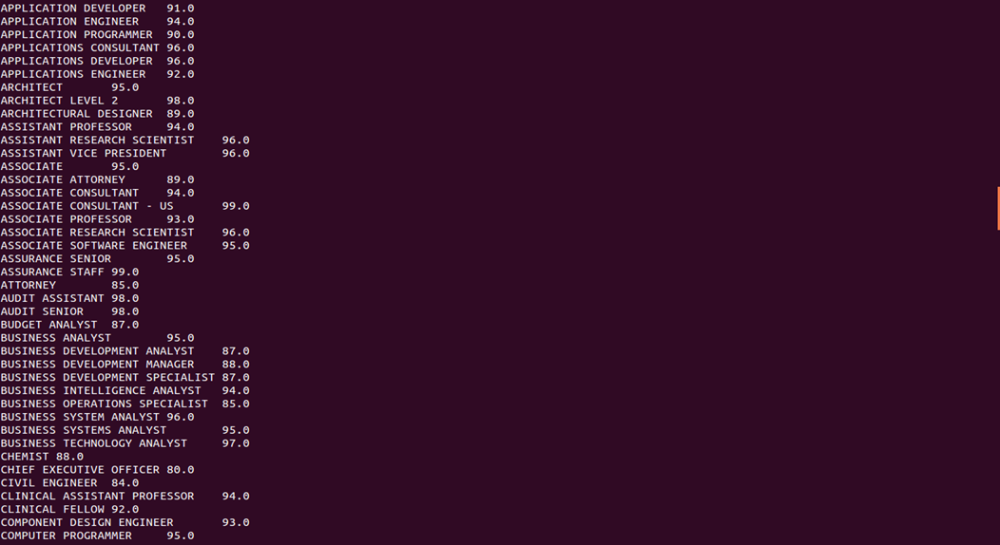 APPLICATION DEVELOPER 91.0
APPLICATION ENGINEER 94.0
APPLICATION PROGRAMMER 90.0
APPLICATIONS CONSULTANT 96.0
APPLICATIONS DEVELOPER 96.0
APPLICATIONS ENGINEER 92.0
ARCHITECT 95.0
ARCHITECT LEVEL 2 98.0
ARCHITECTURAL DESIGNER 89.0
ASSISTANT PROFESSOR 94.0
ASSISTANT RESEARCH SCIENTIST 96.0
ASSISTANT VICE PRESIDENT 96.0
ASSOCIATE 95.0
ASSOCIATE ATTORNEY 89.0
ASSOCIATE CONSULTANT 94.0
ASSOCIATE CONSULTANT - US 99.0
ASSOCIATE PROFESSOR 93.0
ASSOCIATE RESEARCH SCIENTIST 96.0
ASSOCIATE SOFTWARE ENGINEER 95.0
ASSURANCE SENIOR 95.0
ASSURANCE STAFF 99.0
ATTORNEY 85.0
AUDIT ASSISTANT 98.0
AUDIT SENIOR 98.0
BUDGET ANALYST 87.0
BUSINESS ANALYST 95.0
BUSINESS DEVELOPMENT ANALYST 87.0
BUSINESS DEVELOPMENT MANAGER 88.0
BUSINESS DEVELOPMENT SPECIALIST 87.0
BUSINESS INTELLIGENCE ANALYST 94.0
BUSINESS OPERATIONS SPECIALIST 85.0
BUSINESS SYSTEM ANALYST 96.0
BUSINESS SYSTEMS ANALYST 95.0
BUSINESS TECHNOLOGY ANALYST 97.0
CHEMIST 88.0
CHIEF EXECUTIVE OFFICER 80.0
CIVIL ENGINEER 84.0
CLINICAL ASSISTANT PROFESSOR 94.0
CLINICAL FELLOW 92.0
COMPONENT DESIGN ENGINEER 93.0
COMPUTER PROGRAMMER 95.0